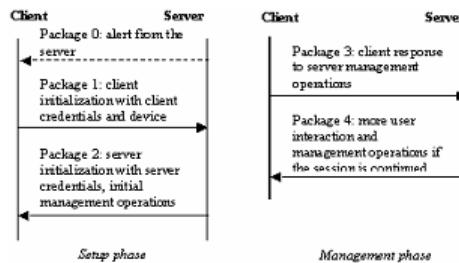 Client Server
Package 0: alert from the
server
Package 1: client
initialization with client
credentials and device
Package 2: server
initialization with server
credentials, initial
management operations
Setup phase
Client Serve
Package 3: client response
to server management
operations
Package 4: more user
interaction and
management operations if
the session is continued
Management phase